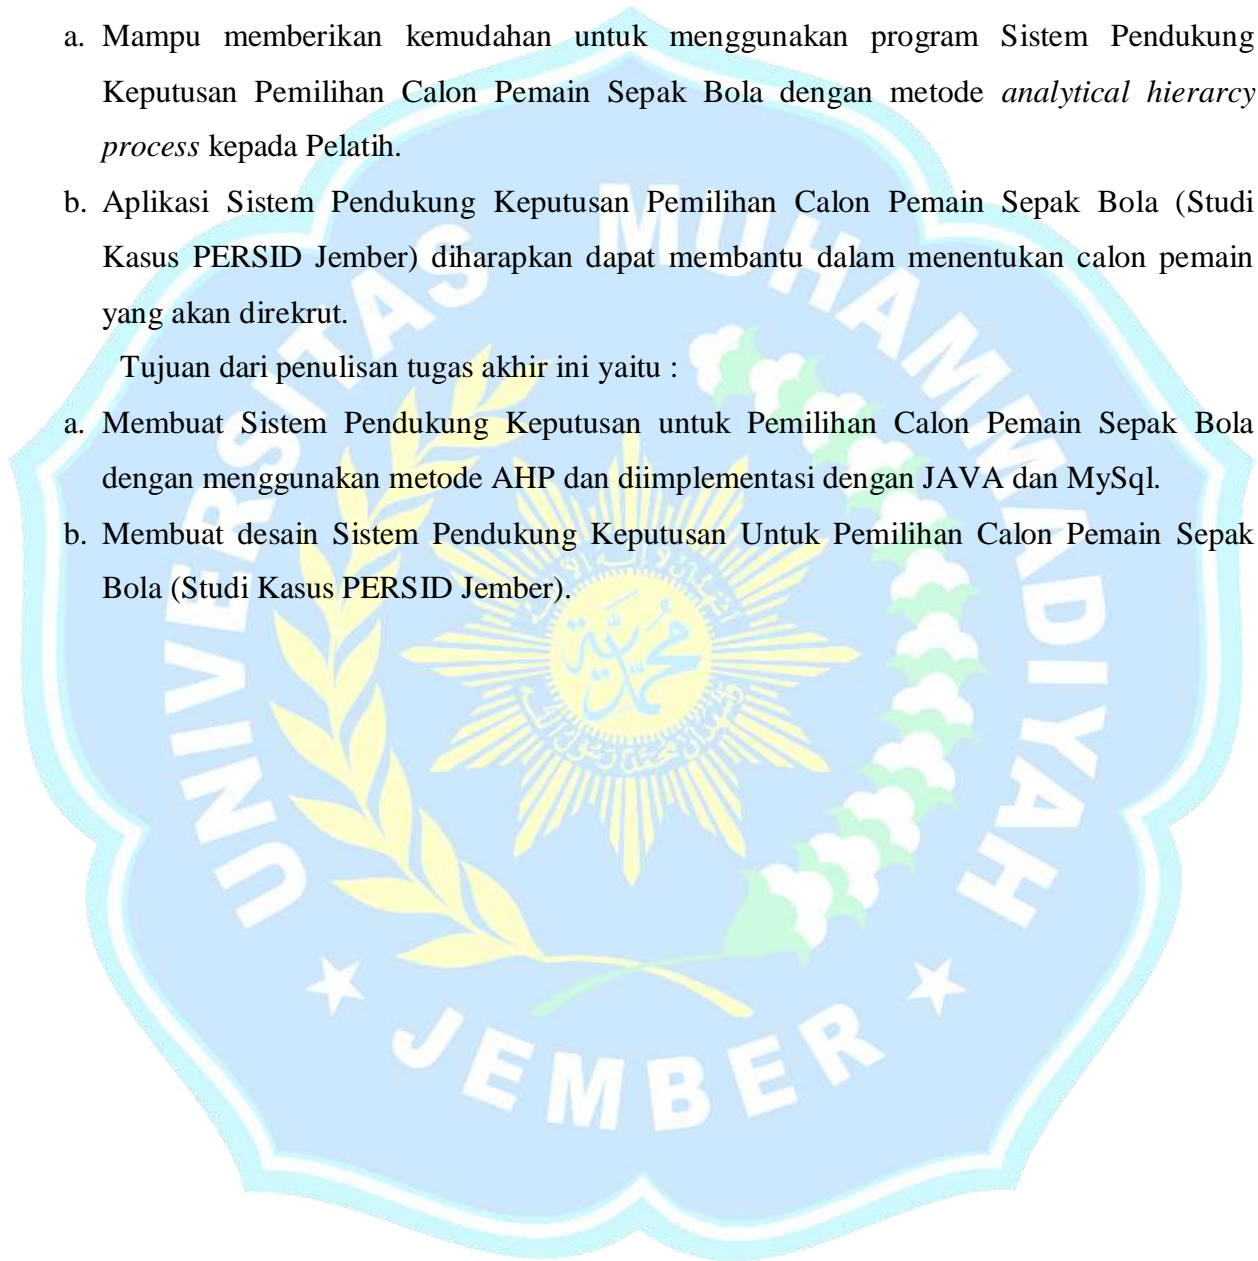 a. Mampu memberikan kemudahan untuk menggunakan program Sistem Pendukung
Keputusan Pemilihan Calon Pemain Sepak Bola dengan metode analytical hierarcy
process kepada Pelatih.
b. Aplikasi Sistem Pendukung Keputusan Pemilihan Calon Pemain Sepak Bola (Studi
Kasus PERSID Jember) diharapkan dapat membantu dalam menentukan calon pemain
yang akan direkrut.
Tujuan dari penulisan tugas akhir ini yaitu :
a. Membuat Sistem Pendukung Keputusan untuk Pemilihan Calon Pemain Sepak Bola
dengan menggunakan metode AHP dan diimplementasi dengan JAVA dan MySql.
b. Membuat desain Sistem Pendukung Keputusan Untuk Pemilihan Calon Pemain Sepak
Bola (Studi Kasus PERSID Jember).
UNIVERSITAS MUHAMMADIYAH
JEMBER
محمدية